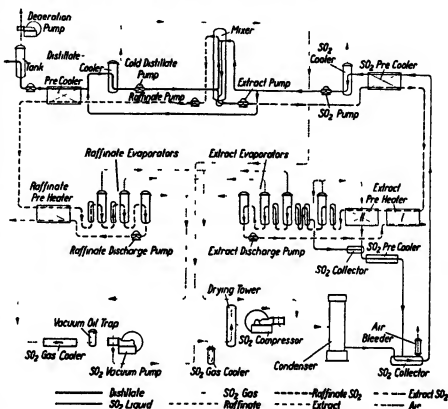 Deaeration
Pump
Mixer
Distillate-
Cooler
Cold Distillate
Pump
SO2
Cooler
SO2 Pre Cooler
Tank
Pre Cooler
Extract Pump
Raffinate Pump
SO2 Pump
Raffinate Evaporators
Extract Evaporators
Raffinate
Pre Heater
Extract
Pre Heater
Raffinate Discharge Pump
Extract Discharge Pump
SO2 Pre Cooler
SO2
Collector
Drying Tower
Vacuum Oil Trap
SO2 Compressor
Air
Bleeder
SO2 Gas Cooler
SO2 Vacuum Pump
SO2 Gas Cooler
Condenser
SO2 Collector
Distillate
SO2 Gas
Raffinate SO2
Extract SO2
SO2 Liquid
Raffinate
Extract
Air